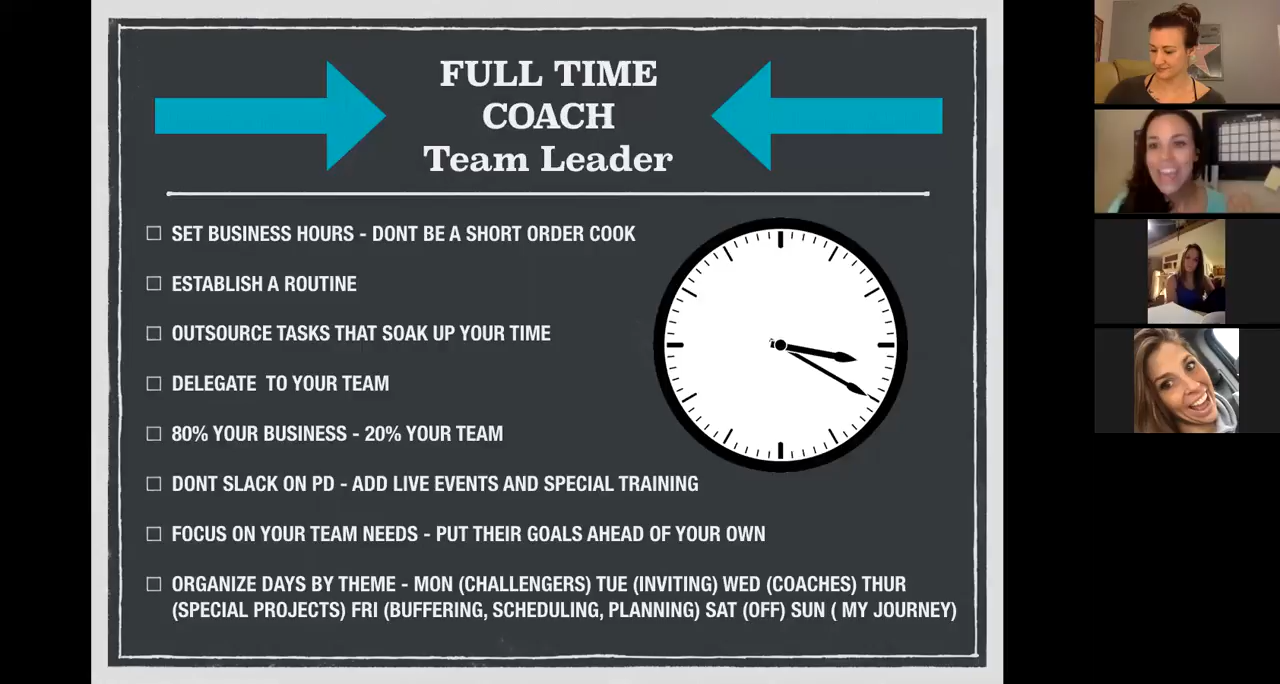 FULL TIME
COACH
Team Leader
SET BUSINESS HOURS - DONT BE A SHORT ORDER COOK
ESTABLISH A ROUTINE
OUTSOURCE TASKS THAT SOAK UP YOUR TIME
DELEGATE  TO YOUR TEAM
80% YOUR BUSINESS - 20% YOUR TEAM
DONT SLACK ON PD - ADD LIVE EVENTS AND SPECIAL TRAINING
FOCUS ON YOUR TEAM NEEDS - PUT THEIR GOALS AHEAD OF YOUR OWN
ORGANIZE DAYS BY THEME - MON (CHALLENGERS) TUE (INVITING) WED (COACHES) THUR
(SPECIAL PROJECTS) FRI (BUFFERING, SCHEDULING, PLANNING) SAT (OFF) SUN ( MY JOURNEY)